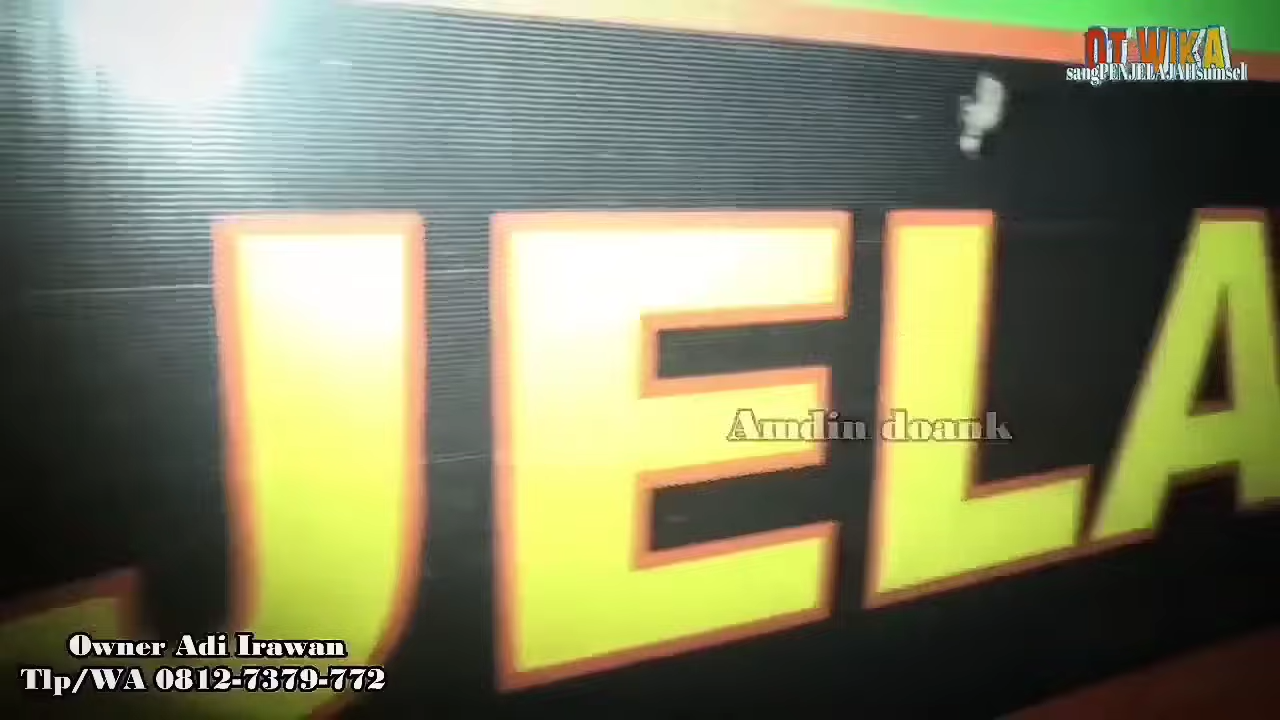 OT WIKA
sangPENJELAJAHsumsel
JELA
Amdin doank
Owner Adi Irawan
Tlp/WA 0812-7379-772